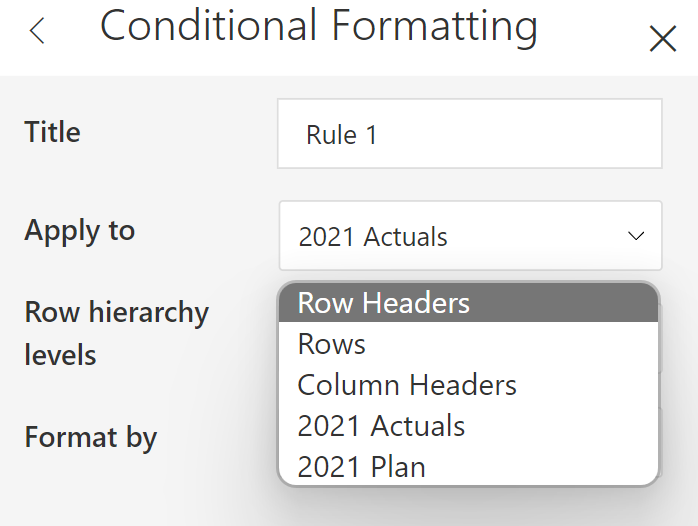 Conditional Formatting
Title
Rule 1
Apply to
2021 Actuals
Row hierarchy
levels
Format by
Row Headers
Rows
Column Headers
2021 Actuals
2021 Plan